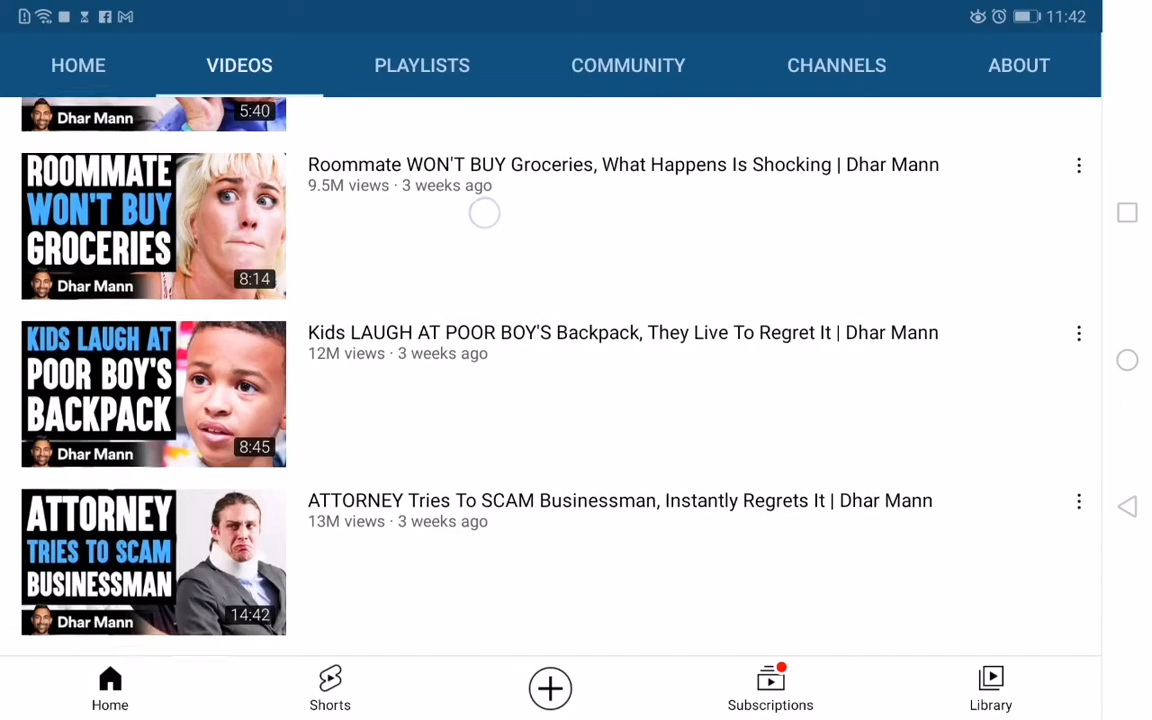 11:42
HOME VIDEOS PLAYLISTS COMMUNITY CHANNELS ABOUT
Dhar Mann
5:40
ROOMMATE
WON'T BUY
GROCERIES
Dhar Mann
8:14
Roommate WON'T BUY Groceries, What Happens Is Shocking | Dhar Mann
9.5M views · 3 weeks ago
KIDS LAUGH AT
POOR BOY'S
BACKPACK
Dhar Mann
8:45
Kids LAUGH AT POOR BOY'S Backpack, They Live To Regret It | Dhar Mann
12M views · 3 weeks ago
ATTORNEY
TRIES TO SCAM
BUSINESSMAN
Dhar Mann
14:42
ATTORNEY Tries To SCAM Businessman, Instantly Regrets It | Dhar Mann
13M views · 3 weeks ago
Home Shorts Subscriptions Library